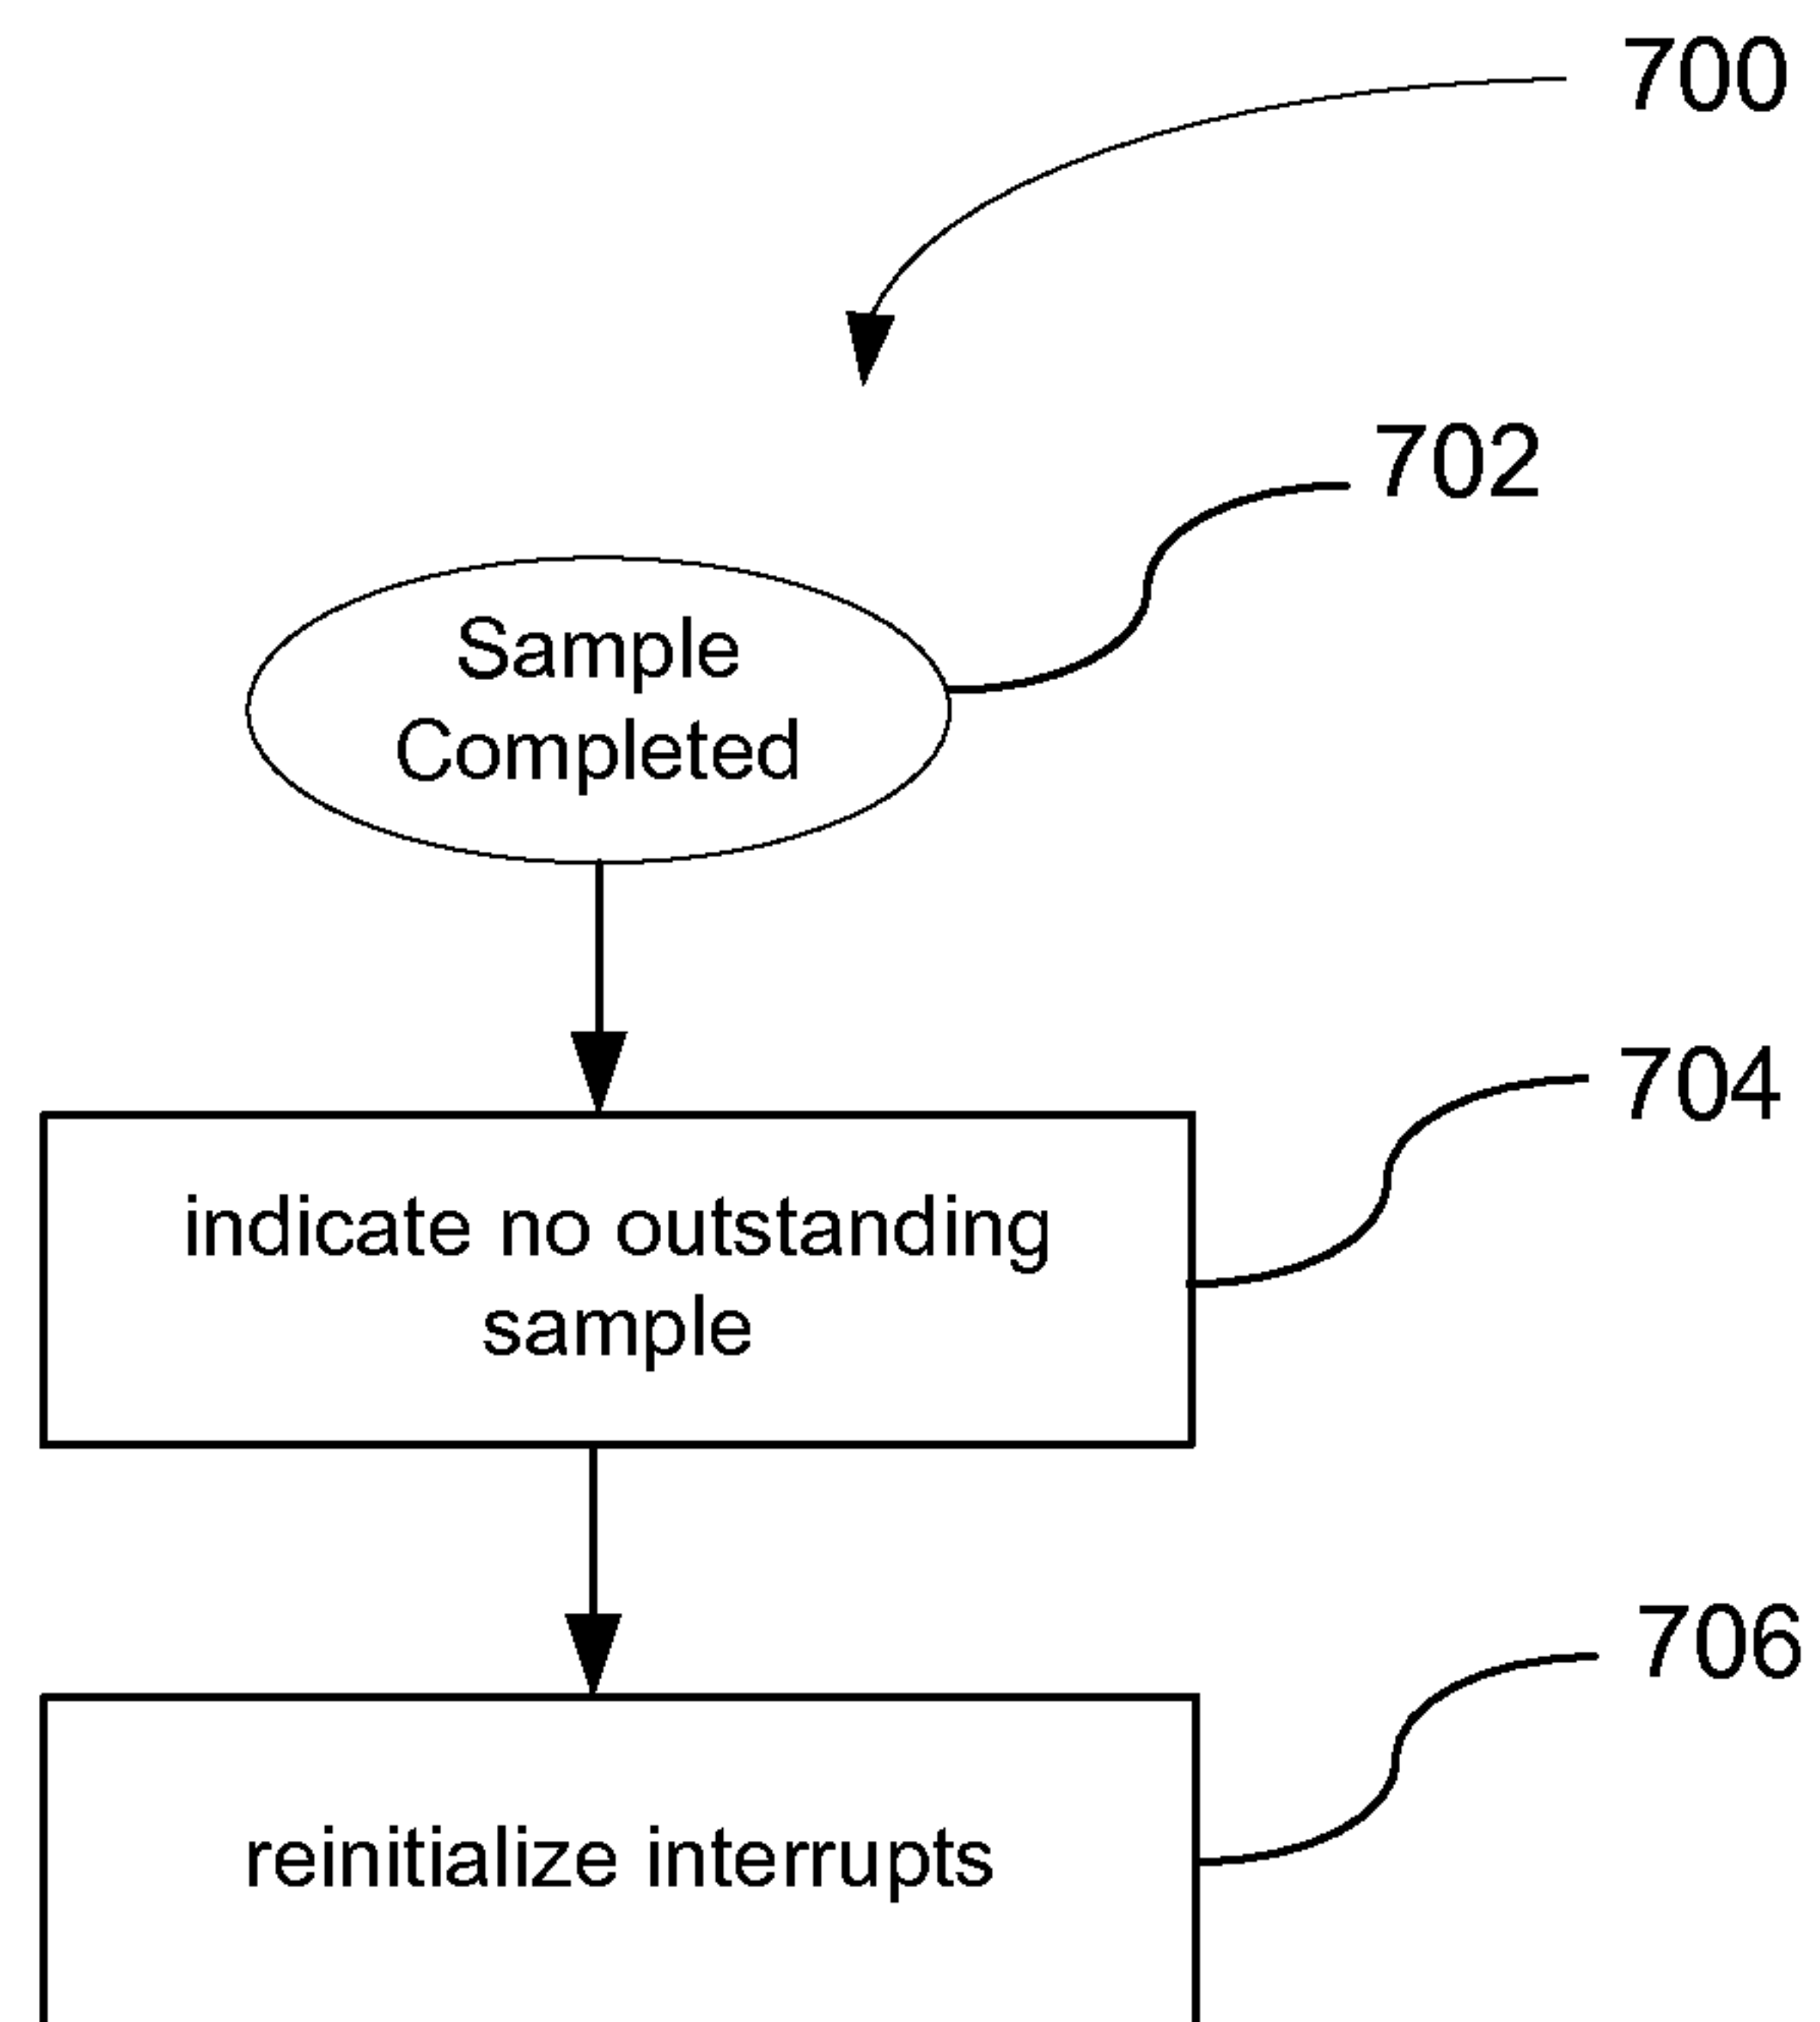 700
702
Sample
Completed
704
indicate no outstanding
sample
706
reinitialize interrupts